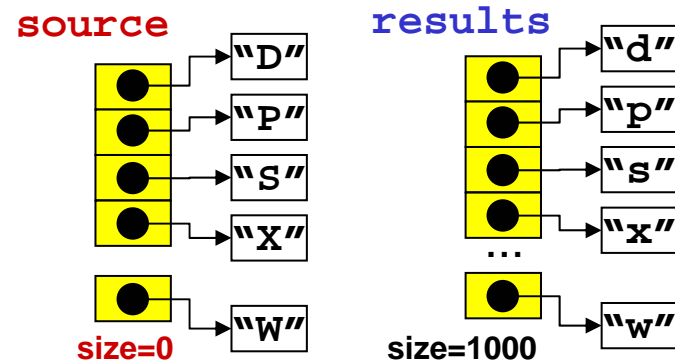 source
results
“D”
“P”
“S”
“X”
“W”
size=0
“d”
“p”
“s”
“x”
...
“w”
size=1000